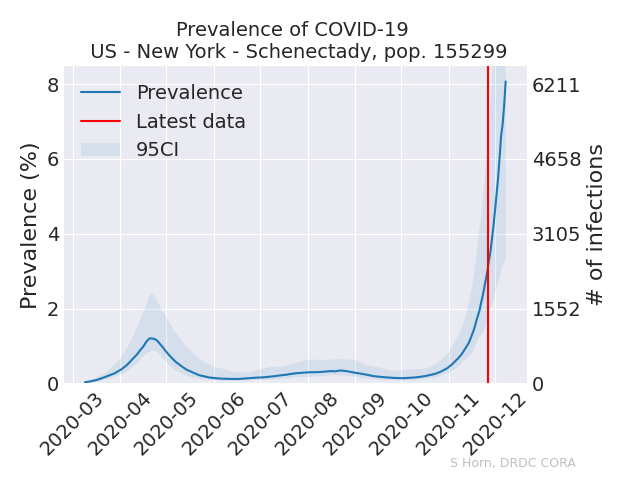 Prevalence of COVID-19
US - New York - Schenectady, pop. 155299
Prevalence
Latest data
95CI
Prevalence (%)
8
6
4
2
0
6211
4658
3105
1552
0
# of infections
2020-03
2020-04
2020-05
2020-06
2020-07
2020-08
2020-09
2020-10
2020-11
2020-12
S Horn, DRDC CORA